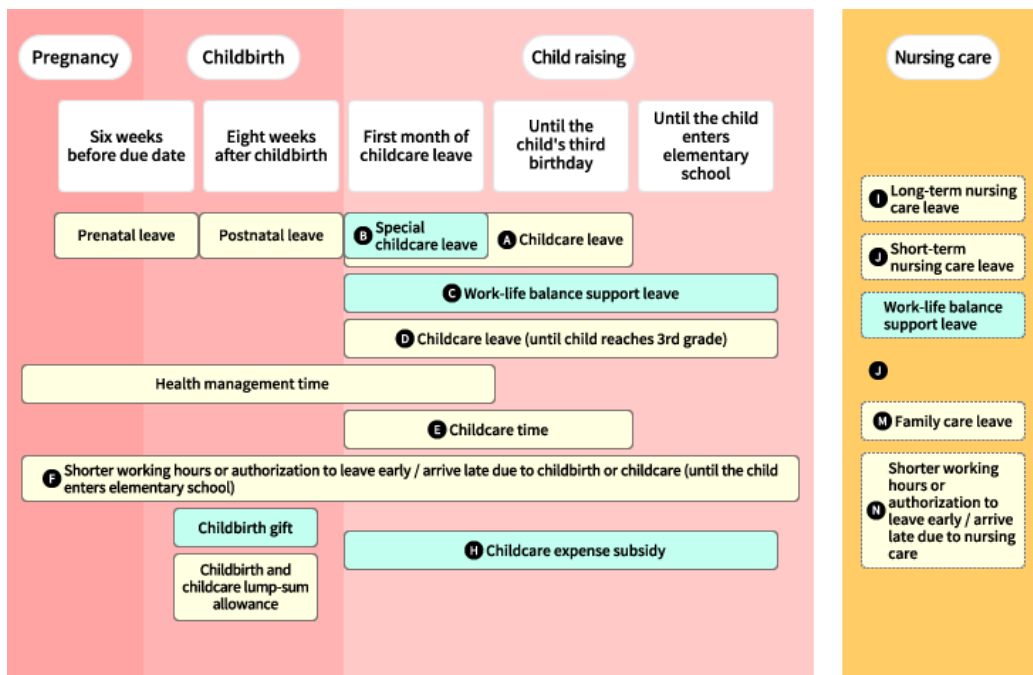 Pregnancy
Childbirth
Child raising
Nursing care
Six weeks
before due date
Eight weeks
after childbirth
First month of
childcare leave
Until the
child's third
birthday
Until the child
enters
elementary
school
Prenatal leave
Postnatal leave
B Special
childcare leave
A Childcare leave
C Work-life balance support leave
D Childcare leave (until child reaches 3rd grade)
Health management time
E Childcare time
F Shorter working hours or authorization to leave early / arrive late due to childbirth or childcare (until the child
enters elementary school)
Childbirth gift
H Childcare expense subsidy
Childbirth and
childcare lump-sum
allowance
I Long-term nursing
care leave
J Short-term
nursing care leave
Work-life balance
support leave
J
M Family care leave
N Shorter working
hours or
authorization to
leave early / arrive
late due to nursing
care